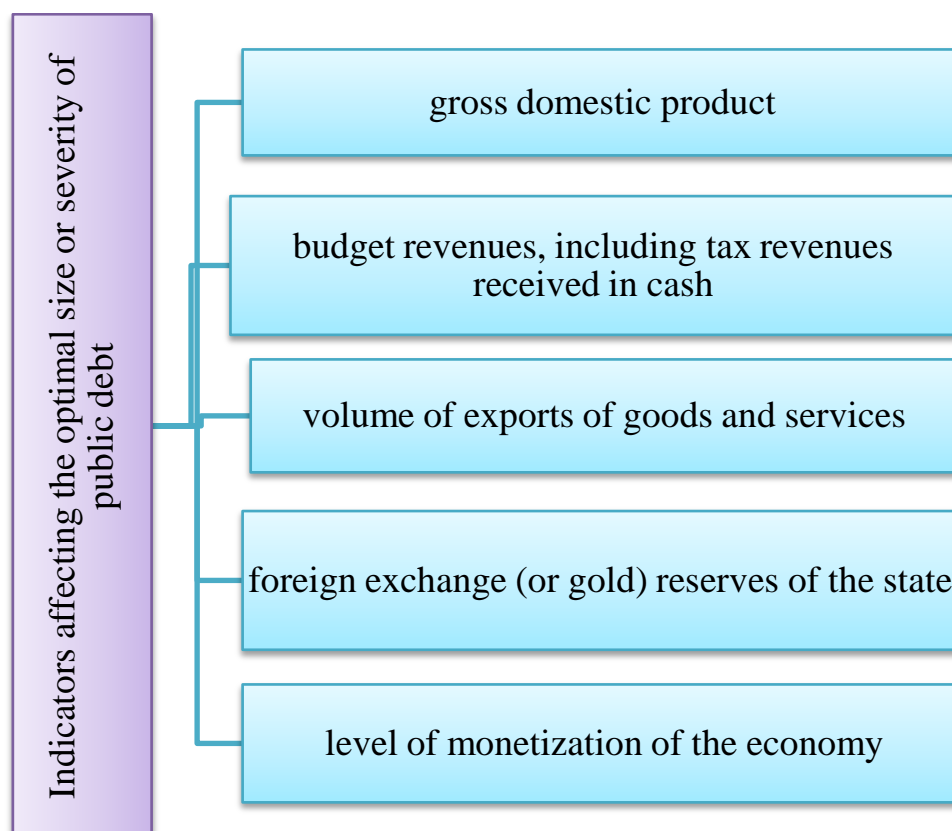 Indicators affecting the optimal size or severity of
public debt
gross domestic product
budget revenues, including tax revenues
received in cash
volume of exports of goods and services
foreign exchange (or gold) reserves of the state
level of monetization of the economy